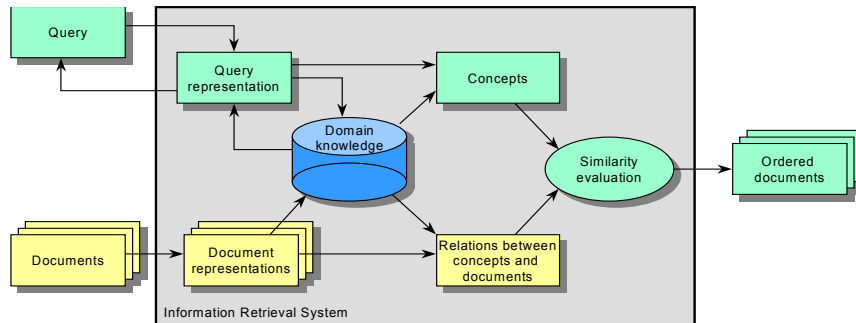 Query
Query
representation
Concepts
Domain
knowledge
Similarity
evaluation
Ordered
documents
Documents
Document
representations
Relations between
concepts and
documents
Information Retrieval System